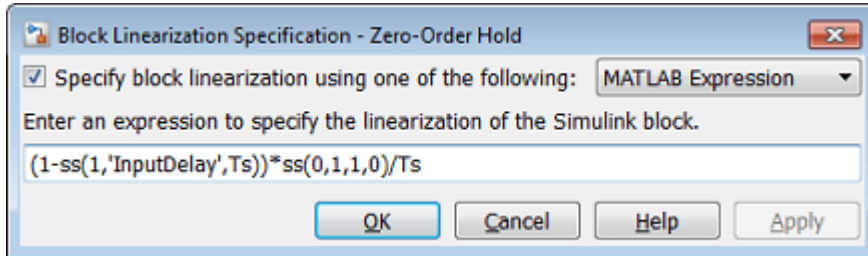 Block Linearization Specification - Zero-Order Hold
Specify block linearization using one of the following: MATLAB Expression
Enter an expression to specify the linearization of the Simulink block.
(1-ss(1,'InputDelay',Ts))*ss(0,1,1,0)/Ts
OK Cancel Help Apply